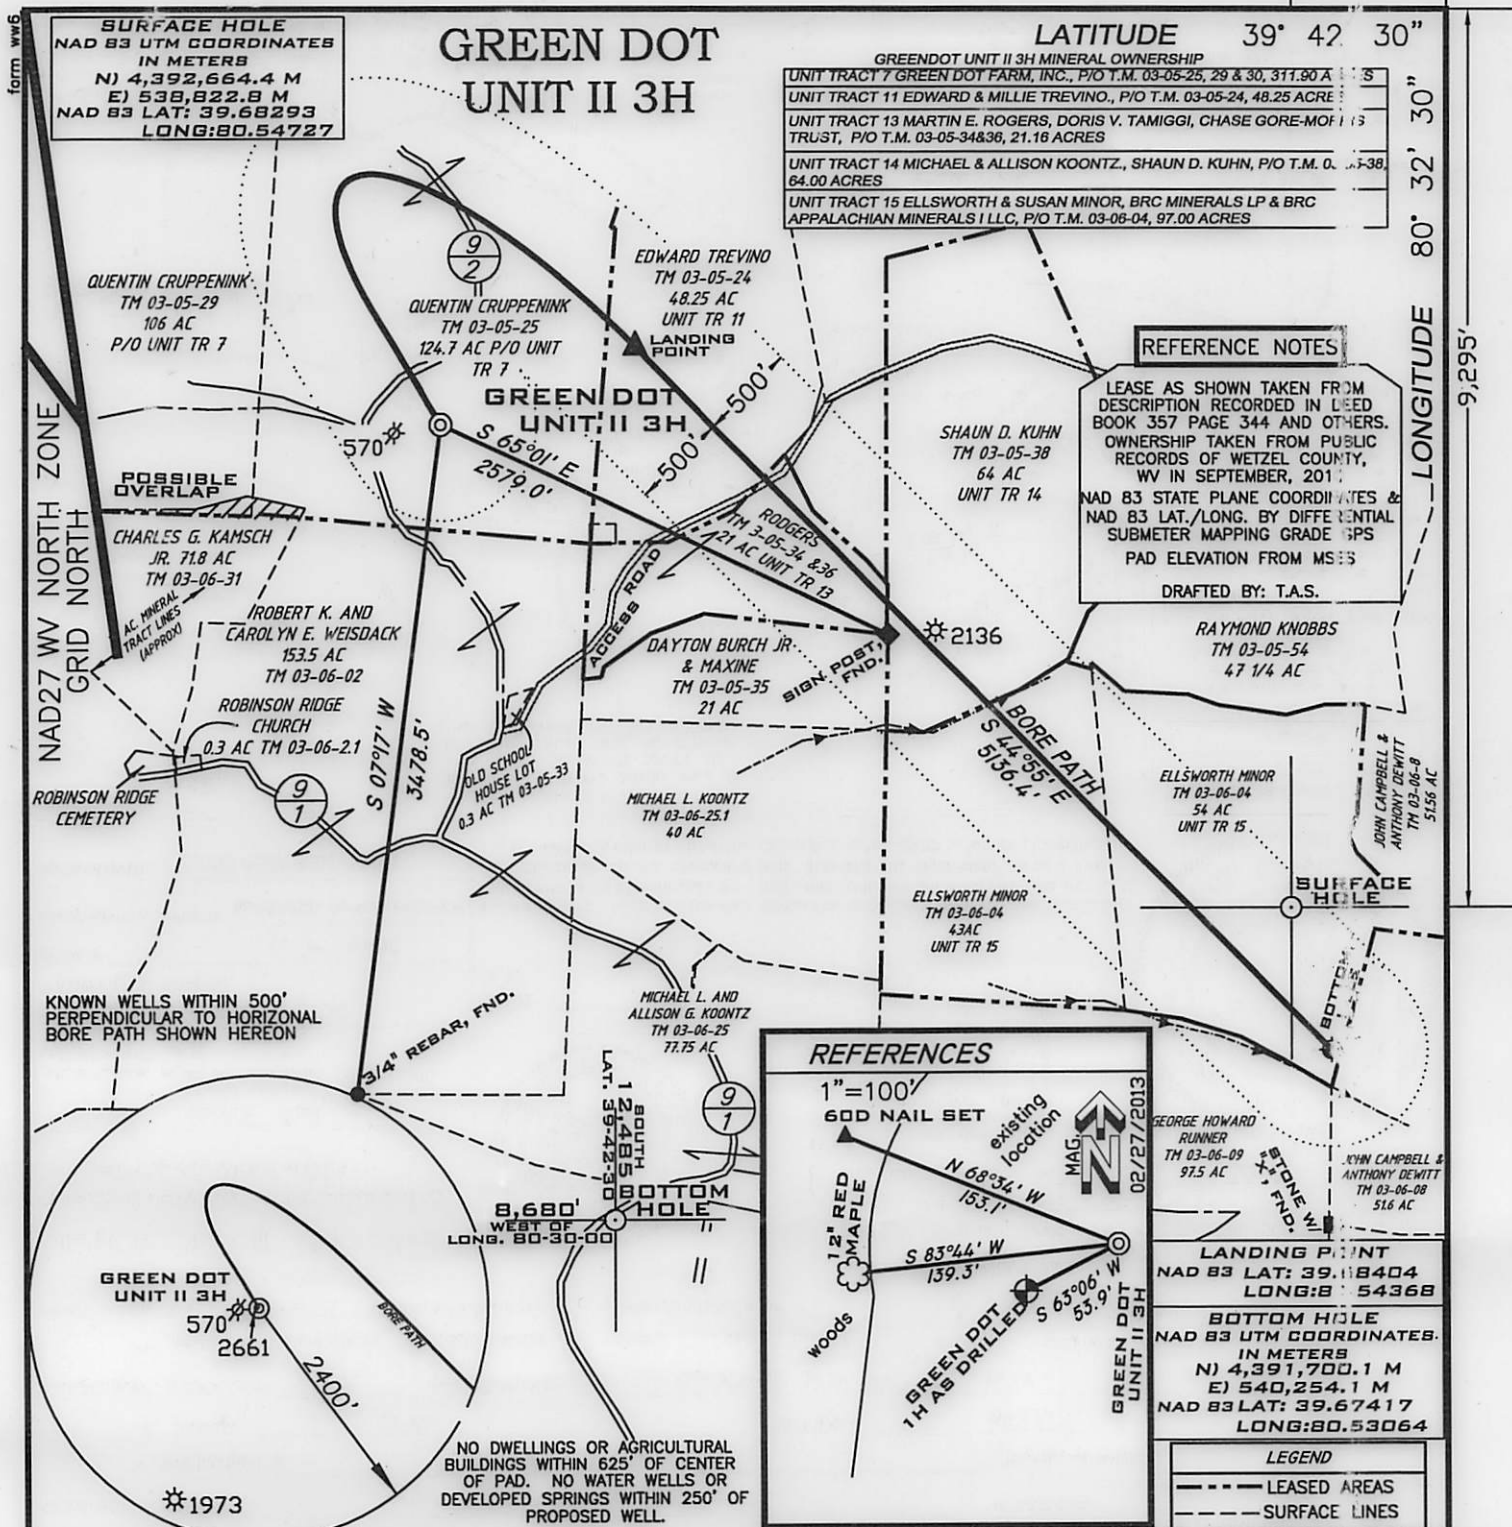 form ww6
SURFACE HOLE
NAD 83 UTM COORDINATES
IN METERS
N) 4,392,664.4 M
E) 538,822.8 M
NAD 83 LAT: 39.68293
LONG:80.54727
GREEN DOT
UNIT II 3H
LATITUDE 39° 42' 30"
GREENDOT UNIT II 3H MINERAL OWNERSHIP
UNIT TRACT 7 GREEN DOT FARM, INC., P/O T.M. 03-05-25, 29 & 30, 311.90
UNIT TRACT 11 EDWARD & MILLIE TREVINO., P/O T.M. 03-05-24, 48.25
UNIT TRACT 13 MARTIN E. ROGERS, DORIS V. TAMIGGI, CHASE
TRUST, P/O T.M. 03-05-34&36, 21.16 ACRES
UNIT TRACT 14 MICHAEL & ALLISON KOONTZ., SHAUN D. KUHN, P/O T.M.
64.00 ACRES
UNIT TRACT 15 ELLSWORTH & SUSAN MINOR, BRC MINERALS LP & BRC
APPALACHIAN MINERALS I LLC, P/O T.M. 03-06-04, 97.00 ACRES
LONGITUDE 80° 32' 30"
9,295'
QUENTIN CRUPPENINK
TM 03-05-29
106 AC
P/O UNIT TR 7
9
2
QUENTIN CRUPPENINK
TM 03-05-25
124.7 AC P/O UNIT
TR 7
EDWARD TREVINO
TM 03-05-24
48.25 AC
UNIT TR 11
LANDING
POINT
GREEN DOT
UNIT II 3H
500'
500'
570
S 65°01' E
2579.0'
REFERENCE NOTES
LEASE AS SHOWN TAKEN FROM
DESCRIPTION RECORDED IN DEED
BOOK 357 PAGE 344 AND OTHERS.
OWNERSHIP TAKEN FROM PUBLIC
RECORDS OF WETZEL COUNTY,
WV IN SEPTEMBER,
NAD 83 STATE PLANE COORDINATES &
NAD 83 LAT./LONG. BY DIFFERENTIAL
SUBMETER MAPPING GRADE GPS
PAD ELEVATION FROM
DRAFTED BY: T.A.S.
SHAUN D. KUHN
TM 03-05-38
64 AC
UNIT TR 14
NAD27 WV NORTH ZONE
GRID NORTH
POSSIBLE
OVERLAP
CHARLES G. KAMSCH
JR. 71.8 AC
TM 03-06-31
AC. MINERAL
TRACT LINES
(APPROX)
ROBERT K. AND
CAROLYN E. WEISDACK
153.5 AC
TM 03-06-02
ROBINSON RIDGE
CHURCH
0.3 AC TM 03-06-2.1
ROBINSON RIDGE
CEMETERY
9
1
S 07°17' W
3478.5'
ACCESS ROAD
RODGERS
TM 3-05-34 &36
21 AC UNIT TR 13
DAYTON BURCH JR
& MAXINE
TM 03-05-35
21 AC
SIGN POST,
FND.
2136
RAYMOND KNOBBS
TM 03-05-54
47 1/4 AC
OLD SCHOOL
HOUSE LOT
0.3 AC TM 03-05-33
MICHAEL L. KOONTZ
TM 03-06-25.1
40 AC
BORE PATH
S 44°55' E
5136.4'
ELLSWORTH MINOR
TM 03-06-04
54 AC
UNIT TR 15
JOHN CAMPBELL &
ANTHONY DEWITT
TM 03-06-8
51.56 AC
ELLSWORTH MINOR
TM 03-06-04
43AC
UNIT TR 15
SURFACE
HOLE
BOTTOM
KNOWN WELLS WITHIN 500'
PERPENDICULAR TO HORIZONAL
BORE PATH SHOWN HEREON
3/4" REBAR, FND.
MICHAEL L. AND
ALLISON G. KOONTZ
TM 03-06-25
77.75 AC
9
1
12,485'
SOUTH
LAT. 39-42-30
BOTTOM
HOLE
8,680'
WEST OF
LONG. 80-30-00
REFERENCES
1"=100'
60D NAIL SET
existing
location
MAG.
N
02/27/2013
N 68°34' W
153.1'
12" RED
MAPLE
S 83°44' W
139.3'
S 63°06' W
53.9'
woods
GREEN DOT
1H AS DRILLED
GREEN DOT
UNIT II 3H
GEORGE HOWARD
RUNNER
TM 03-06-09
97.5 AC
STONE W/
"X", FND.
JOHN CAMPBELL &
ANTHONY DEWITT
TM 03-06-08
51.6 AC
LANDING POINT
NAD 83 LAT: 39.68404
54368
BOTTOM HOLE
NAD 83 UTM COORDINATES
IN METERS
N) 4,391,700.1 M
E) 540,254.1 M
NAD 83 LAT: 39.67417
LONG:80.53064
LEGEND
LEASED AREAS
SURFACE LINES
GREEN DOT
UNIT II 3H
570
2661
BORE PATH
2400'
1973
NO DWELLINGS OR AGRICULTURAL
BUILDINGS WITHIN 625' OF CENTER
OF PAD. NO WATER WELLS OR
DEVELOPED SPRINGS WITHIN 250' OF
PROPOSED WELL.